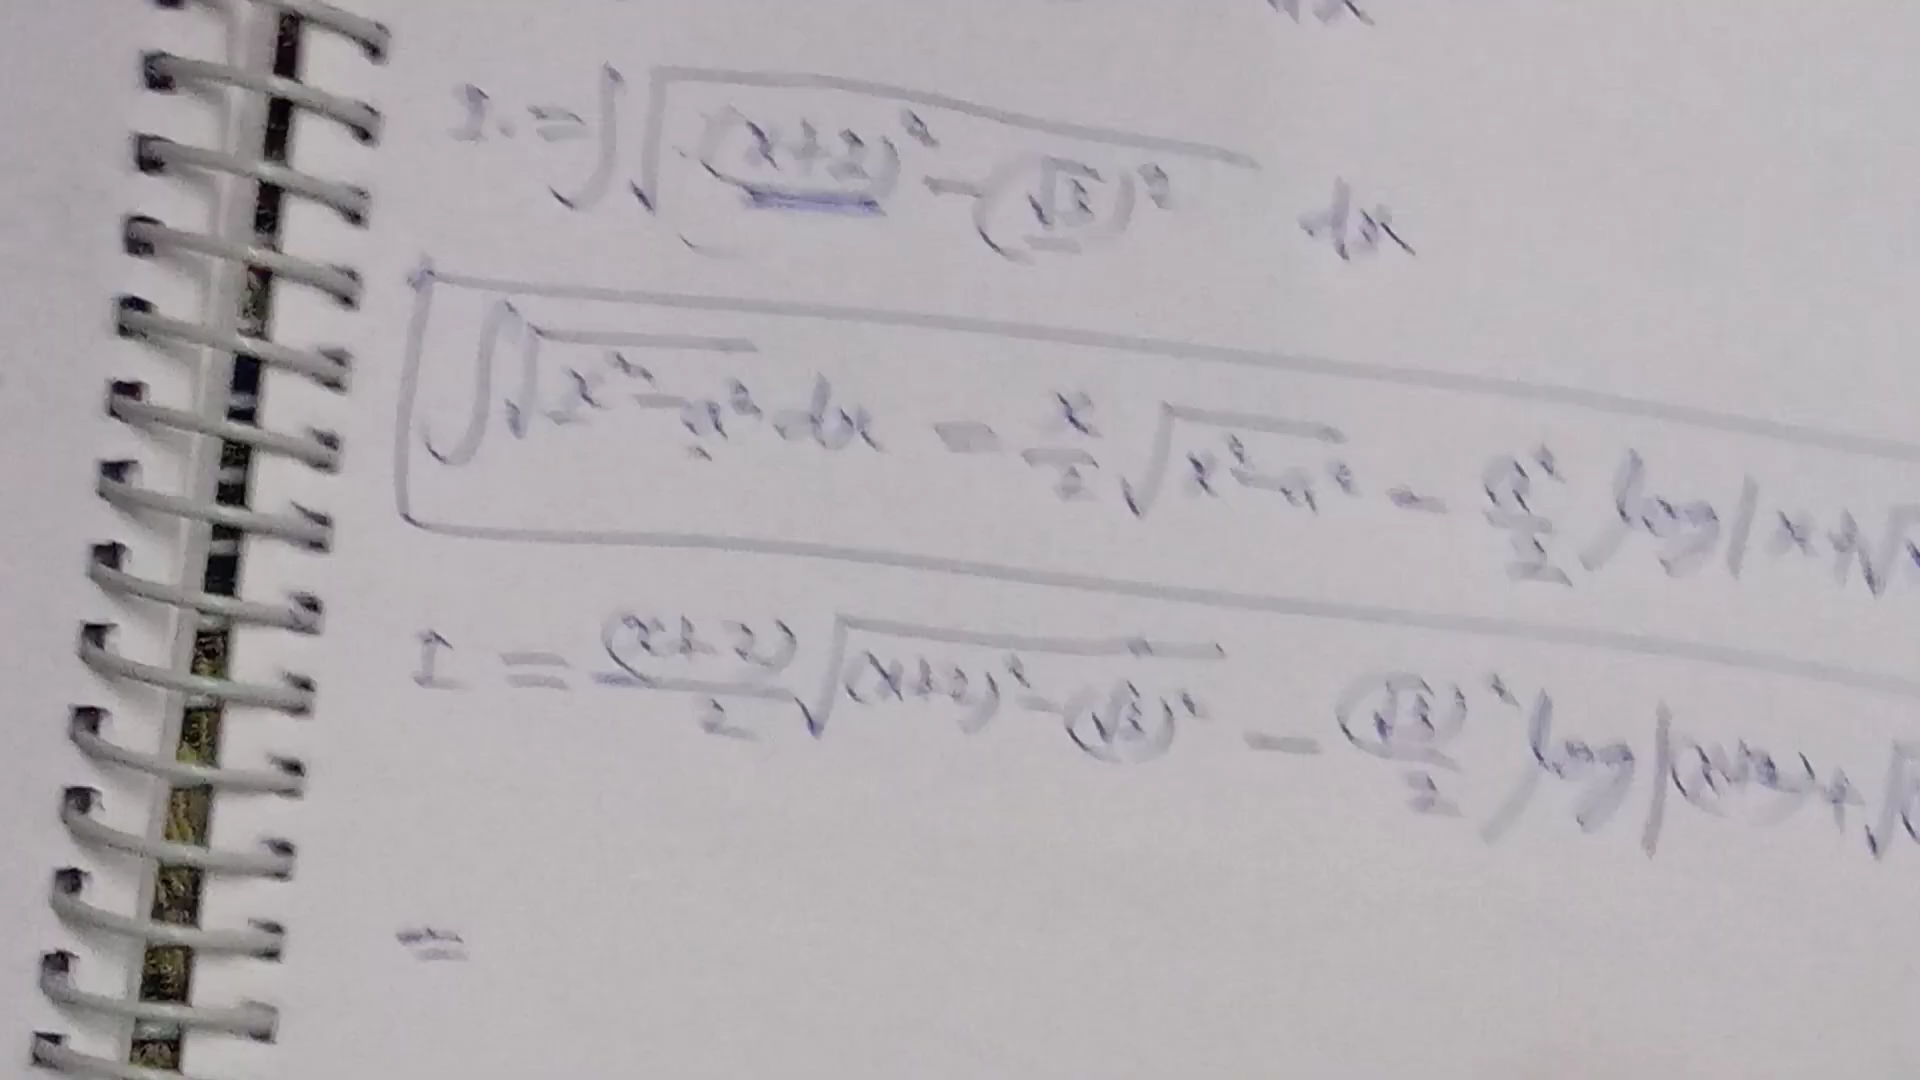 I = ∫√((x+2)² - (√3)²) dx
∫√(x² - a²) dx = x/2 √(x² - a²) - a²/2 log|x + √
I = (x+2)/2 √((x+2)² - (√3)²) - (√3)²/2 log|(x+2) + √(
=